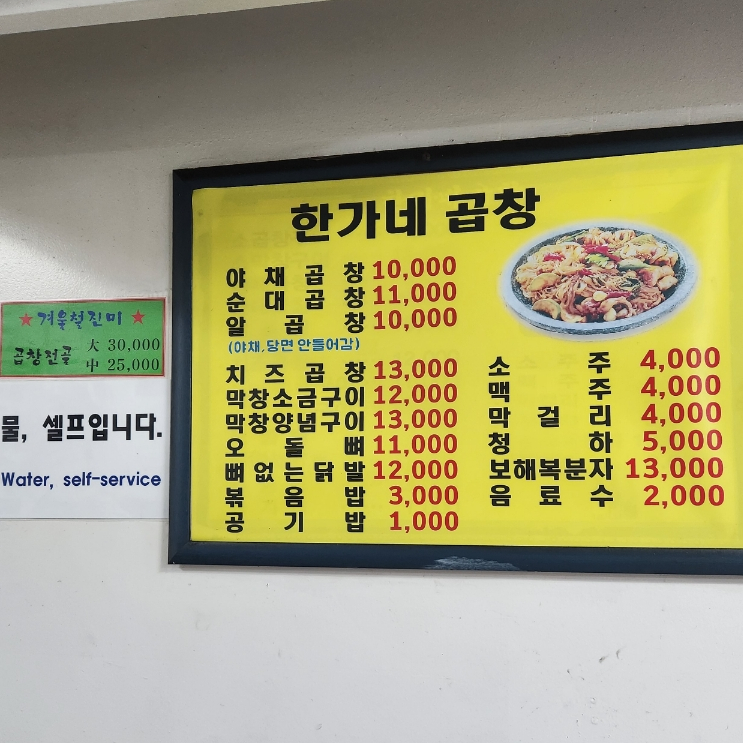 한가네 곱창
야채곱창 10,000
순대곱창 11,000
알곱창 10,000
(야채,당면 안들어감)
치즈곱창 13,000
막창소금구이 12,000
막창양념구이 13,000
오돌뼈 11,000
뼈없는닭발 12,000
볶음밥 3,000
공기밥 1,000
소주 4,000
맥주 4,000
막걸리 4,000
청하 5,000
보해복분자 13,000
음료수 2,000
★겨울철진미★
곱창전골 大 30,000
中 25,000
물, 셀프입니다.
Water, self-service